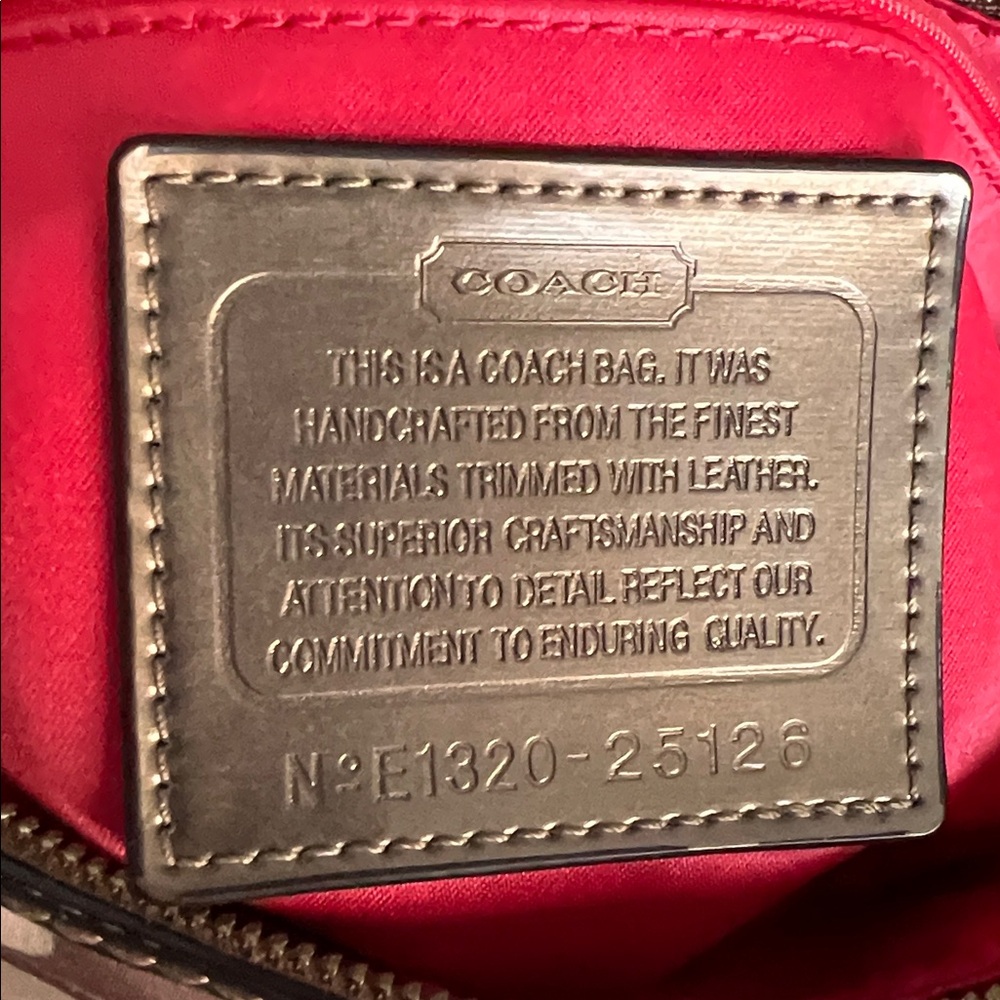 COACH
THIS IS A COACH BAG. IT WAS
HANDCRAFTED FROM THE FINEST
MATERIALS TRIMMED WITH LEATHER.
ITS SUPERIOR CRAFTSMANSHIP AND
ATTENTION TO DETAIL REFLECT OUR
COMMITMENT TO ENDURING QUALITY.
Nº E1320-25126